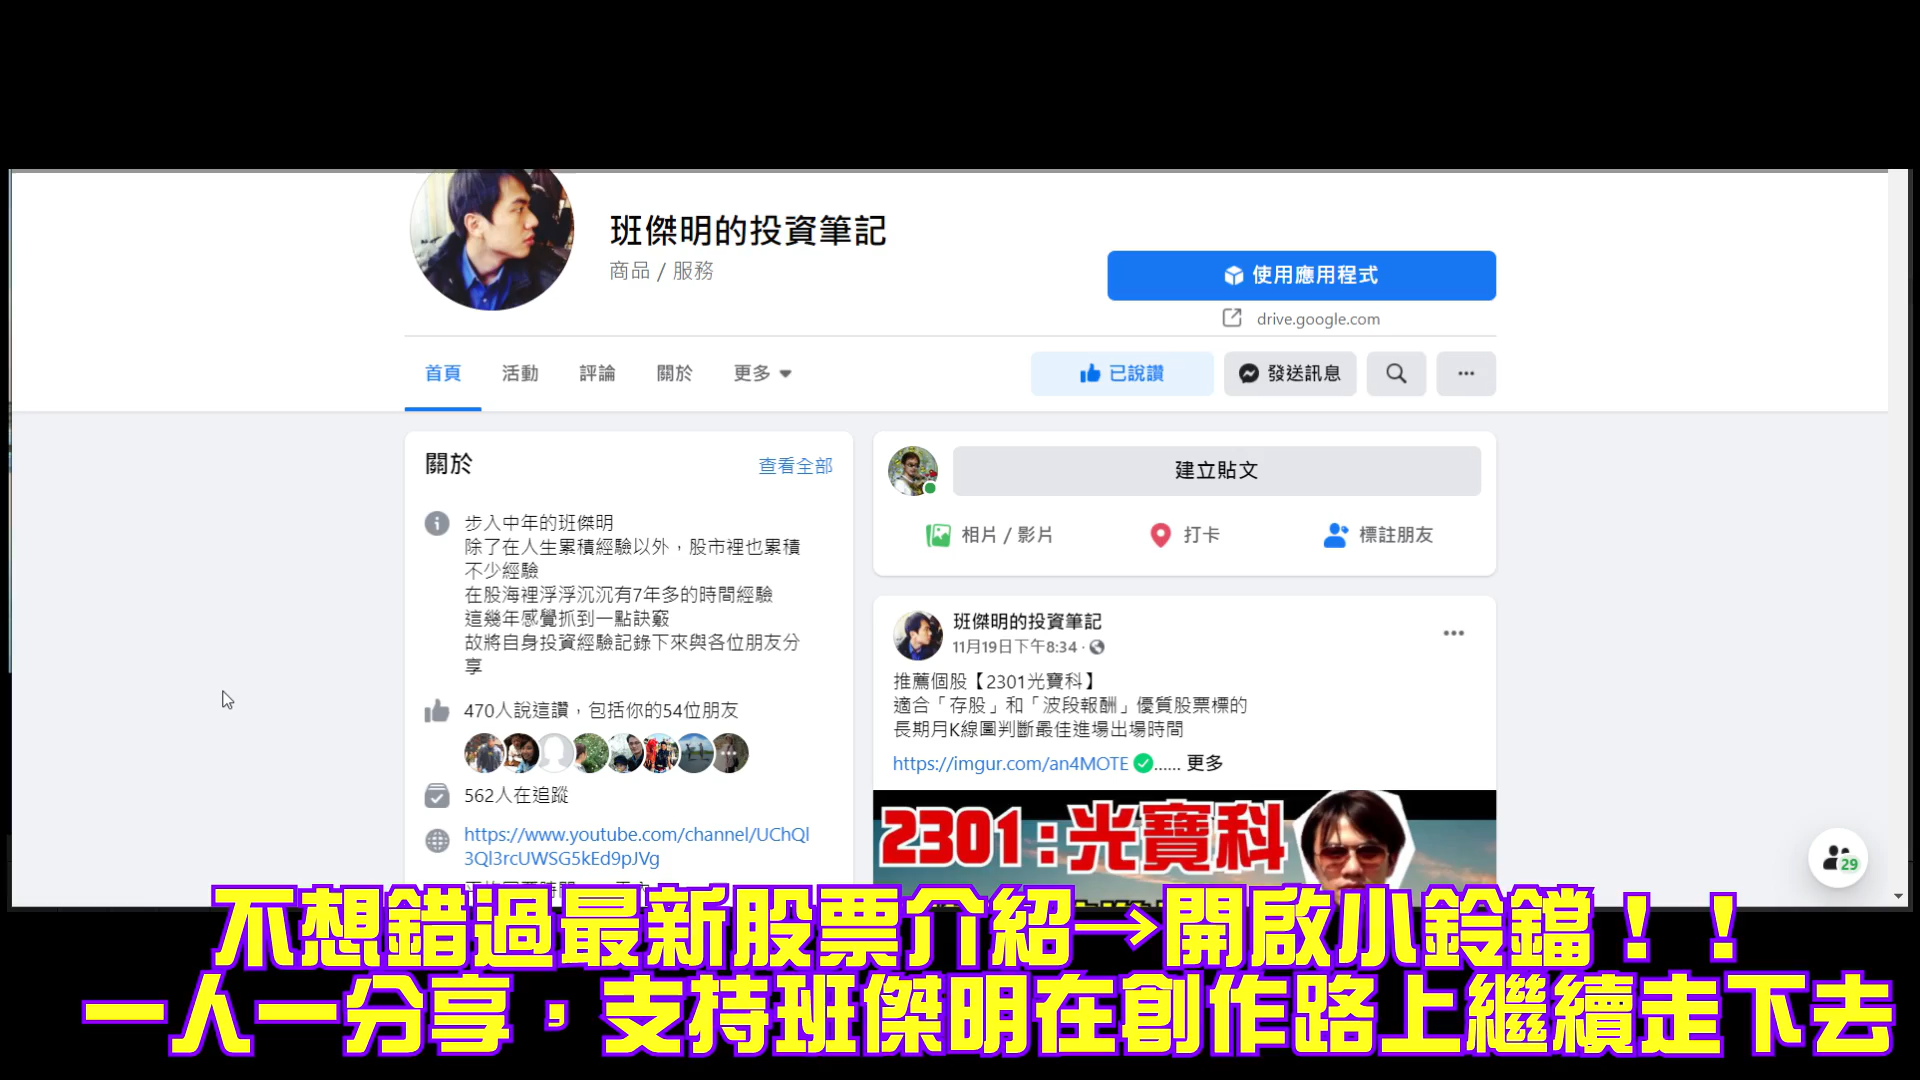 班傑明的投資筆記
商品 / 服務
使用應用程式
drive.google.com
首頁 活動 評論 關於 更多
已說讚 發送訊息
關於
查看全部
步入中年的班傑明
除了在人生累積經驗以外，股市裡也累積
不少經驗
在股海裡浮浮沉沉有7年多的時間經驗
這幾年感覺抓到一點訣竅
故將自身投資經驗記錄下來與各位朋友分
享
470人說這讚，包括你的54位朋友
562人在追蹤
https://www.youtube.com/channel/UChQl
3Ql3rcUWSG5kEd9pJVg
建立貼文
相片 / 影片 打卡 標註朋友
班傑明的投資筆記
11月19日下午8:34 ·
推薦個股【2301光寶科】
適合「存股」和「波段報酬」優質股票標的
長期月K線圖判斷最佳進場出場時間
https://imgur.com/an4MOTE ...... 更多
2301:光寶科
29
不想錯過最新股票介紹→開啟小鈴鐺！！
一人一分享，支持班傑明在創作路上繼續走下去